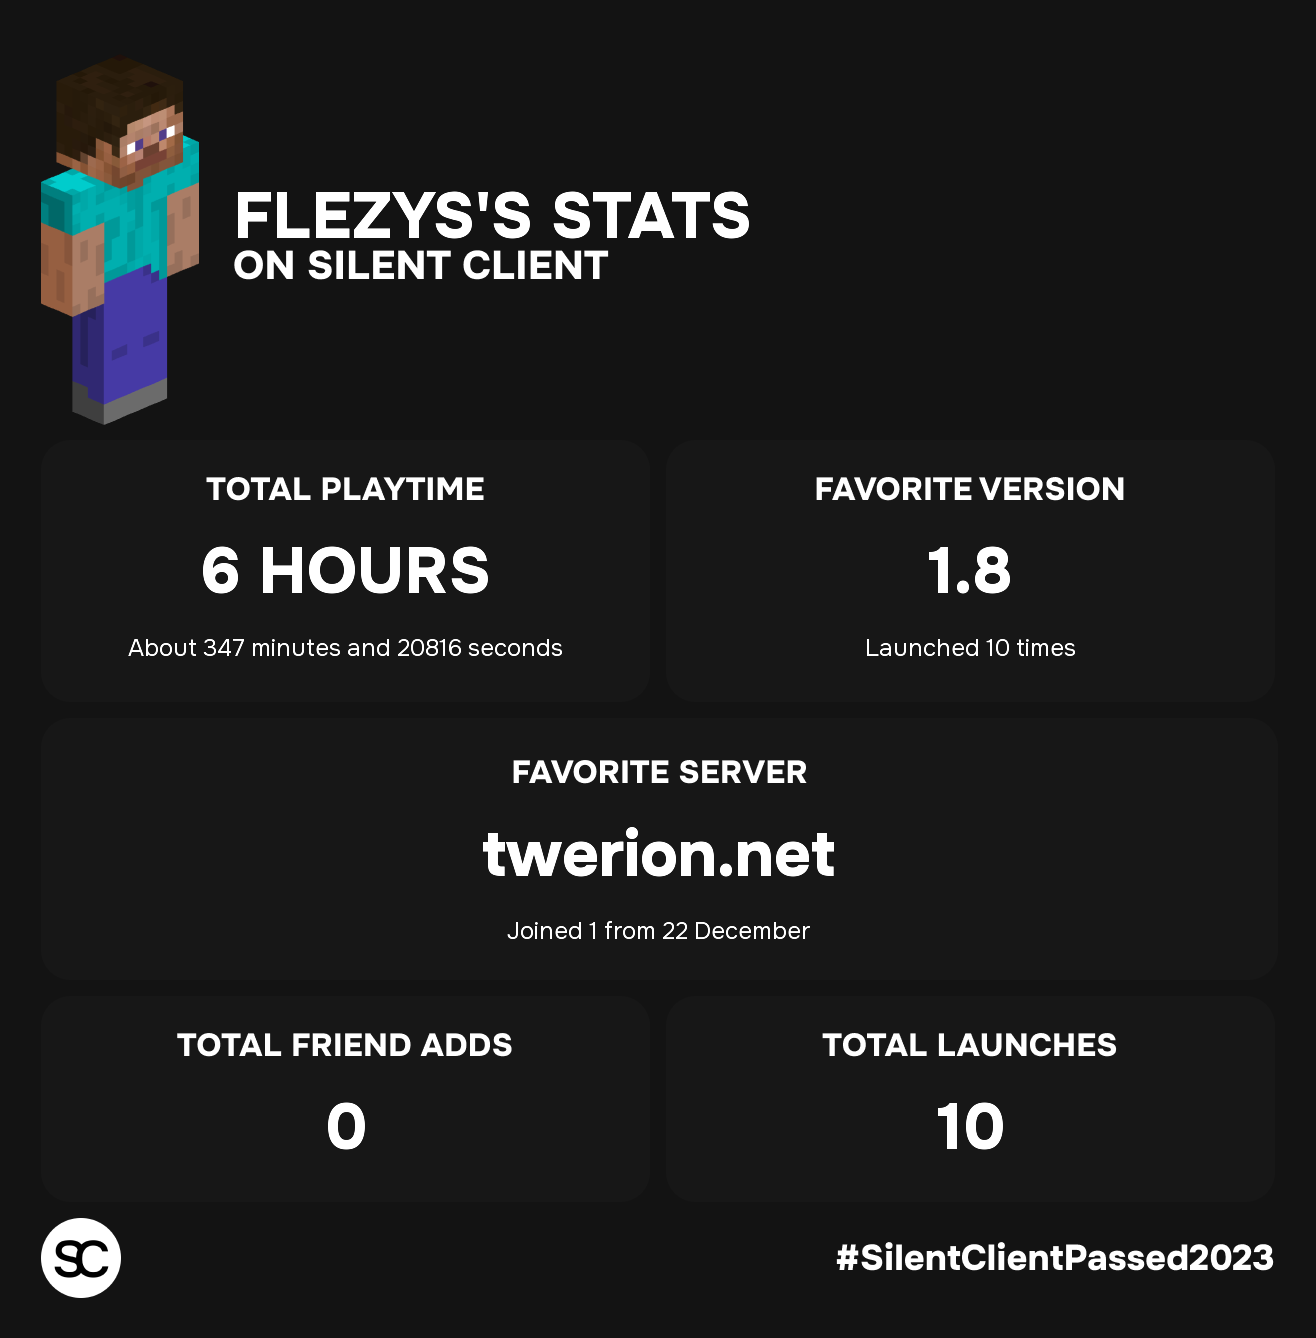 FLEZYS'S STATS
ON SILENT CLIENT
TOTAL PLAYTIME
6 HOURS
About 347 minutes and 20816 seconds
FAVORITE VERSION
1.8
Launched 10 times
FAVORITE SERVER
twerion.net
Joined 1 from 22 December
TOTAL FRIEND ADDS
0
TOTAL LAUNCHES
10
SC
#SilentClientPassed2023